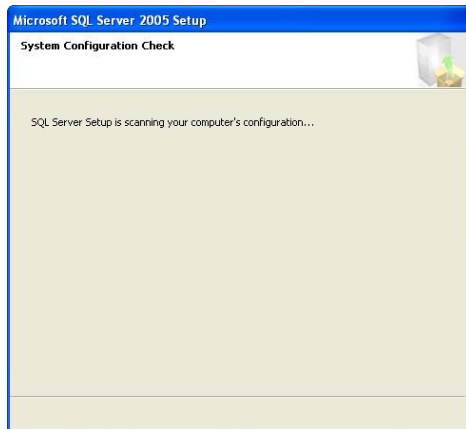 Microsoft SQL Server 2005 Setup
System Configuration Check
SQL Server Setup is scanning your computer's configuration...